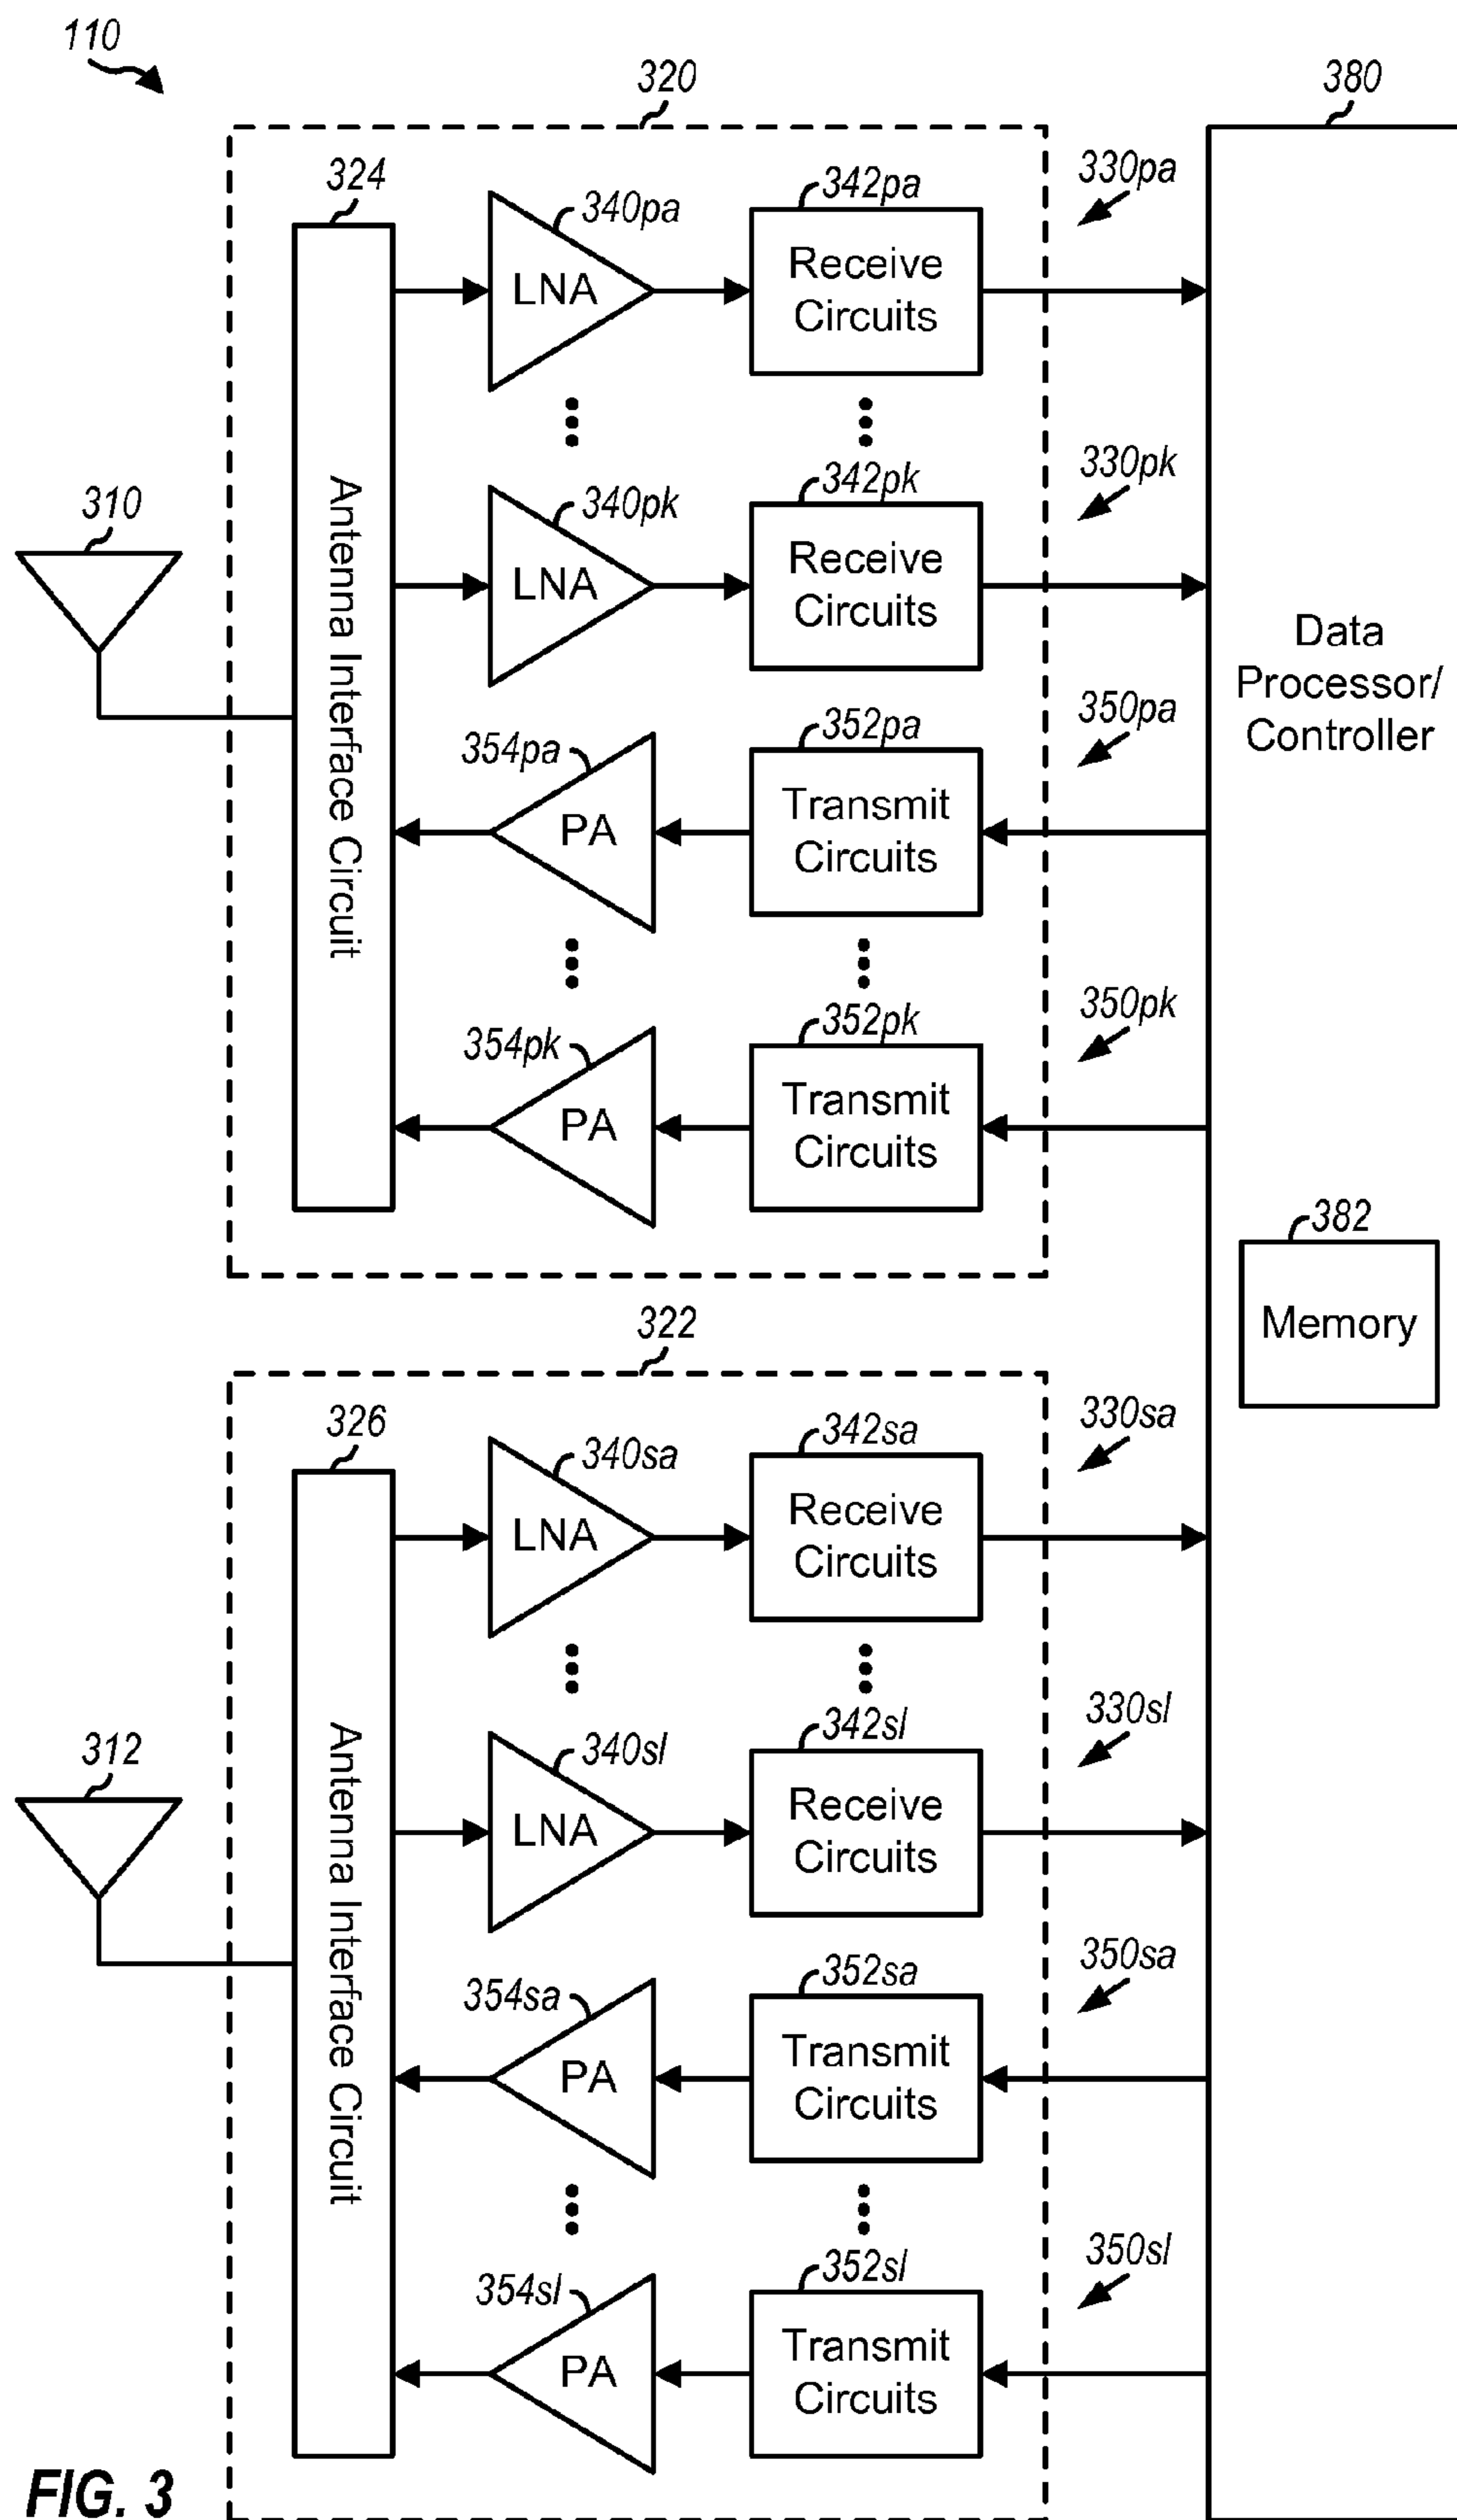 110
320
380
324
340pa
342pa
330pa
LNA
Receive
Circuits
310
340pk
342pk
330pk
LNA
Receive
Circuits
Antenna Interface Circuit
Data
Processor/
Controller
354pa
352pa
350pa
PA
Transmit
Circuits
354pk
352pk
350pk
PA
Transmit
Circuits
382
Memory
322
326
340sa
342sa
330sa
LNA
Receive
Circuits
312
340sl
342sl
330sl
LNA
Receive
Circuits
Antenna Interface Circuit
354sa
352sa
350sa
PA
Transmit
Circuits
354sl
352sl
350sl
PA
Transmit
Circuits
FIG. 3